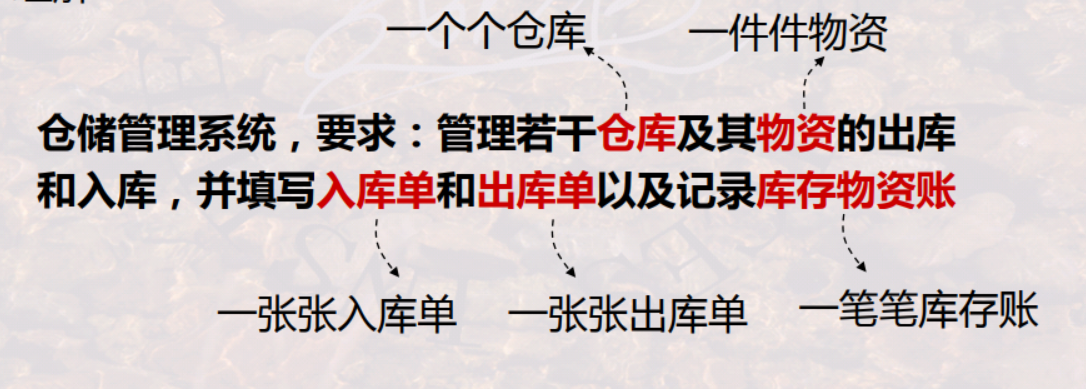 一个个仓库 一件件物资
仓储管理系统，要求：管理若干仓库及其物资的出库
和入库，并填写入库单和出库单以及记录库存物资账
一张张入库单 一张张出库单 一笔笔库存账